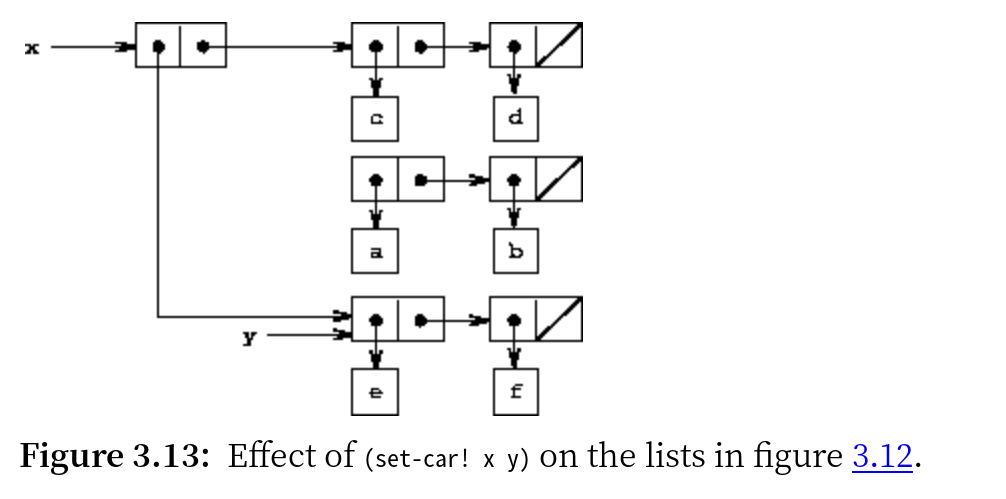 x
c d
a b
y
e f
Figure 3.13: Effect of (set-car! x y) on the lists in figure 3.12.